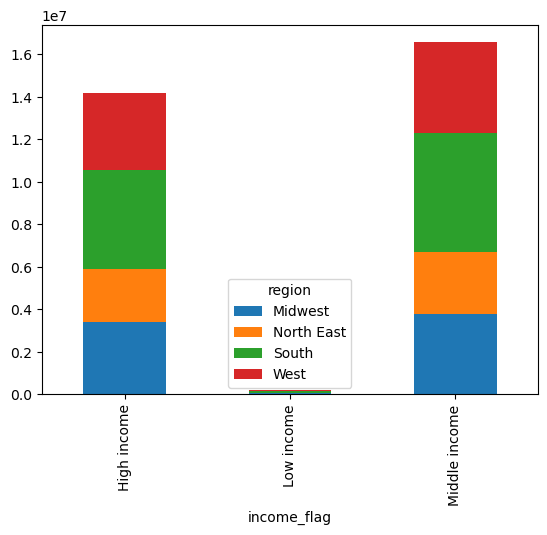 1e7
1.6
1.4
1.2
1.0
0.8
0.6
0.4
0.2
0.0
region
Midwest
North East
South
West
High income
Low income
Middle income
income_flag